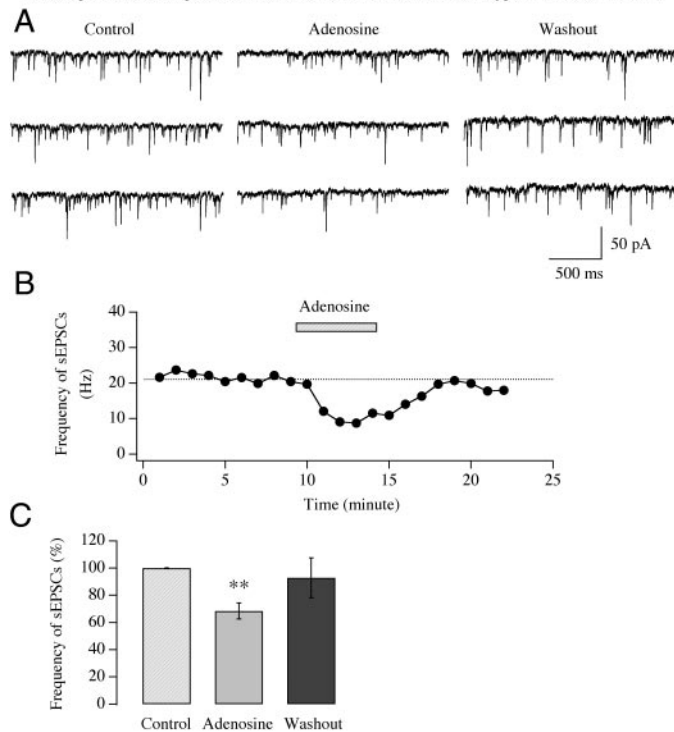 A
Control Adenosine Washout
50 pA
500 ms
B
Adenosine
Frequency of sEPSCs
(Hz)
40
30
20
10
0
0 5 10 15 20 25
Time (minute)
C
Frequency of sEPSCs (%)
120
100
80
60
40
20
0
**
Control Adenosine Washout